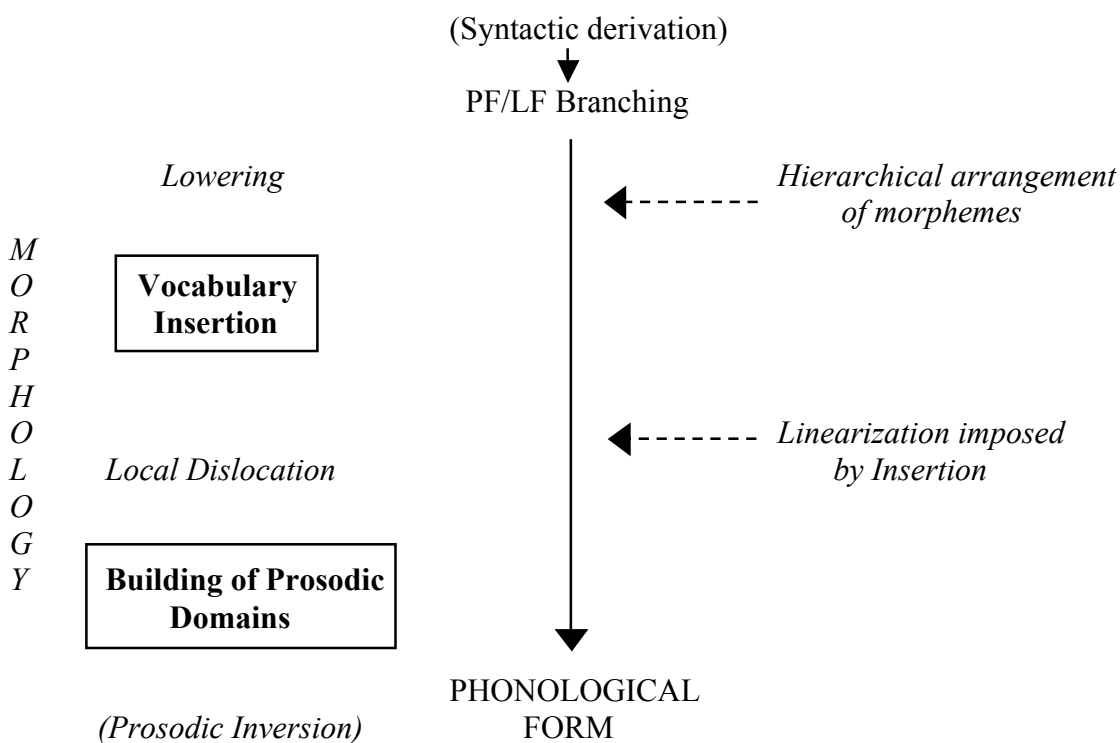 (Syntactic derivation)
PF/LF Branching
Lowering
Hierarchical arrangement
of morphemes
MORPHOLOGY
Vocabulary
Insertion
Linearization imposed
by Insertion
Local Dislocation
Building of Prosodic
Domains
PHONOLOGICAL
FORM
(Prosodic Inversion)